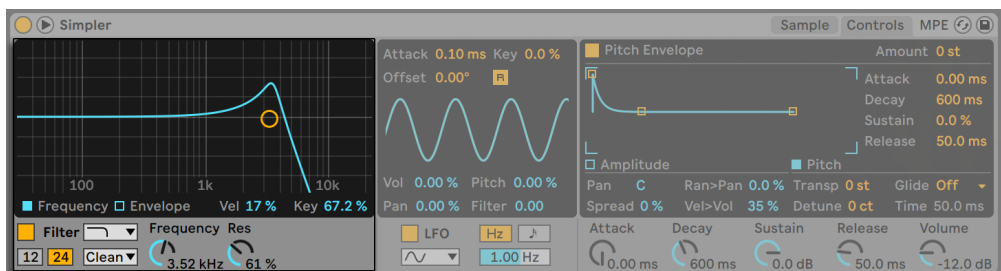 Simpler Sample Controls MPE
Attack 0.10 ms Key 0.0 %
Offset 0.00° R
Vol 0.00 % Pitch 0.00 %
Pan 0.00 % Filter 0.00
LFO Hz
1.00 Hz
Pitch Envelope Amount 0 st
Attack 0.00 ms
Decay 600 ms
Sustain 0.0 %
Release 50.0 ms
Amplitude Pitch
Pan C Ran>Pan 0.0 % Transp 0 st Glide Off
Spread 0 % Vel>Vol 35 % Detune 0 ct Time 50.0 ms
Attack Decay Sustain Release Volume
0.00 ms 600 ms 0.0 dB 50.0 ms -12.0 dB
100 1k 10k
Frequency Envelope Vel 17 % Key 67.2 %
Filter Frequency Res
12 24 Clean 3.52 kHz 61 %